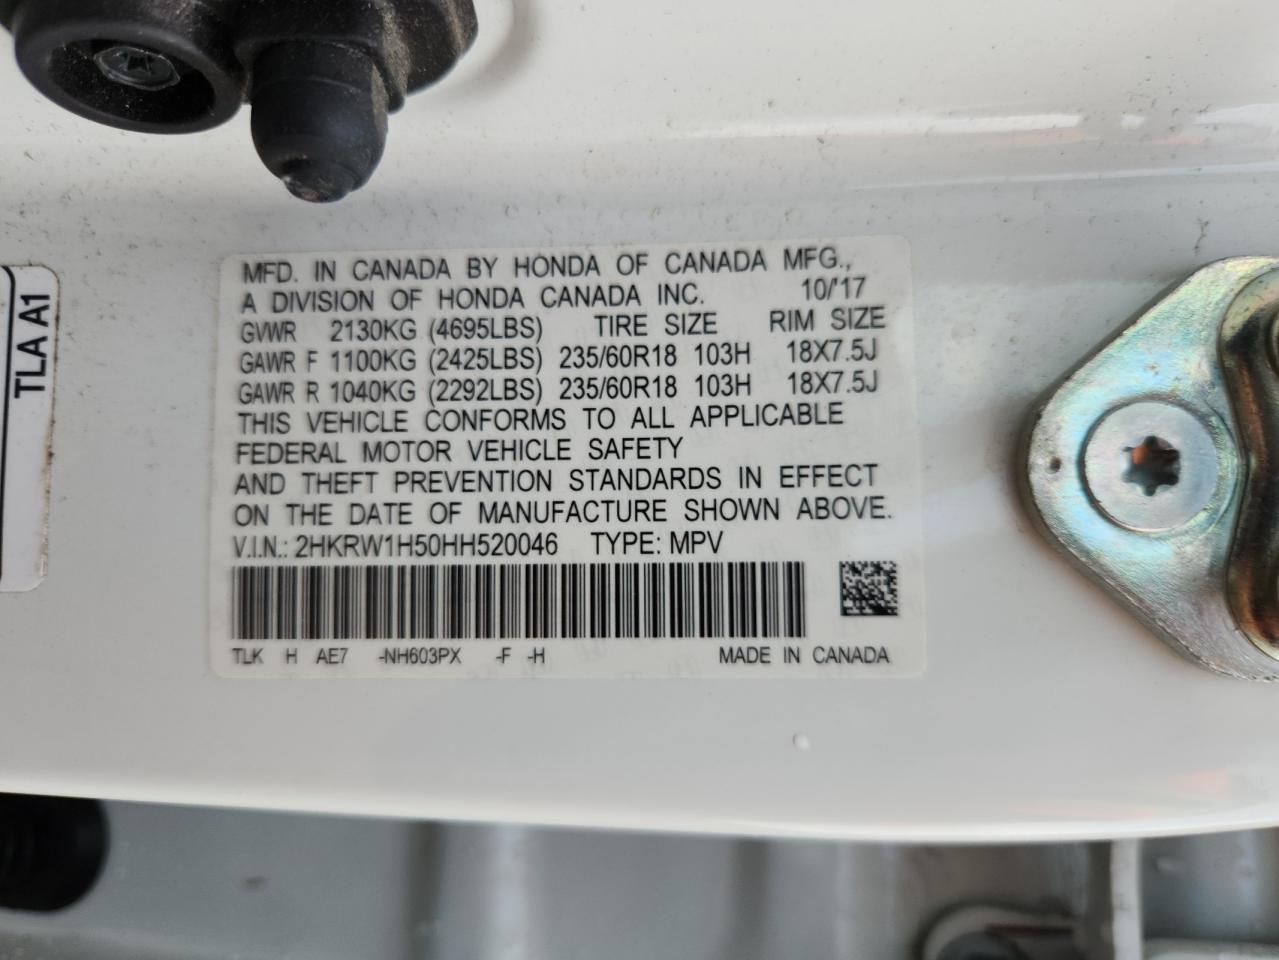 MFD. IN CANADA BY HONDA OF CANADA MFG.,
A DIVISION OF HONDA CANADA INC. 10/'17
GVWR 2130KG (4695LBS) TIRE SIZE RIM SIZE
GAWR F 1100KG (2425LBS) 235/60R18 103H 18X7.5J
GAWR R 1040KG (2292LBS) 235/60R18 103H 18X7.5J
THIS VEHICLE CONFORMS TO ALL APPLICABLE
FEDERAL MOTOR VEHICLE SAFETY
AND THEFT PREVENTION STANDARDS IN EFFECT
ON THE DATE OF MANUFACTURE SHOWN ABOVE.
V.I.N.: 2HKRW1H50HH520046 TYPE: MPV
TLK H AE7 -NH603PX -F -H MADE IN CANADA
TLA A1